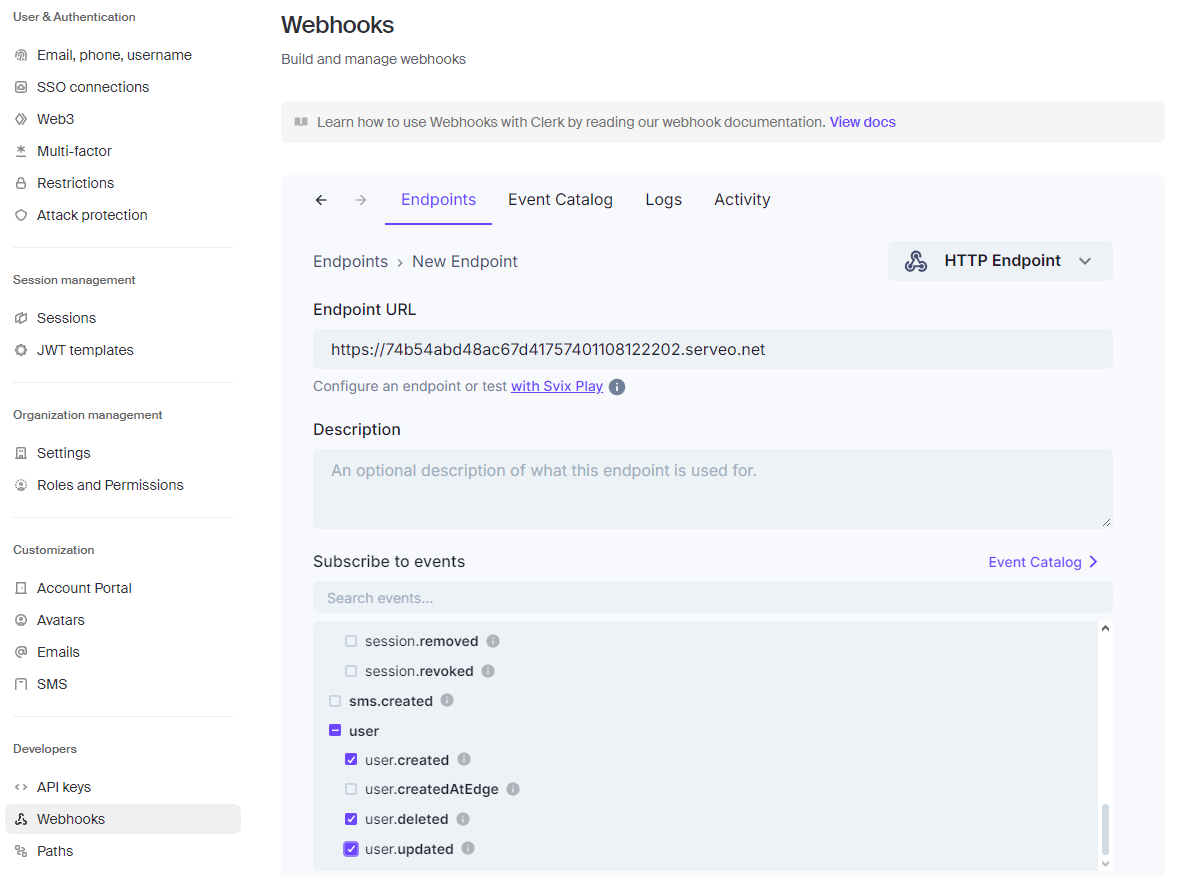 User & Authentication
Email, phone, username
SSO connections
Web3
Multi-factor
Restrictions
Attack protection
Session management
Sessions
JWT templates
Organization management
Settings
Roles and Permissions
Customization
Account Portal
Avatars
Emails
SMS
Developers
API keys
Webhooks
Paths
Webhooks
Build and manage webhooks
Learn how to use Webhooks with Clerk by reading our webhook documentation. View docs
Endpoints Event Catalog Logs Activity
Endpoints › New Endpoint
HTTP Endpoint
Endpoint URL
https://74b54abd48ac67d41757401108122202.serveo.net
Configure an endpoint or test with Svix Play
Description
An optional description of what this endpoint is used for.
Subscribe to events
Event Catalog
Search events...
session.removed
session.revoked
sms.created
user
user.created
user.createdAtEdge
user.deleted
user.updated